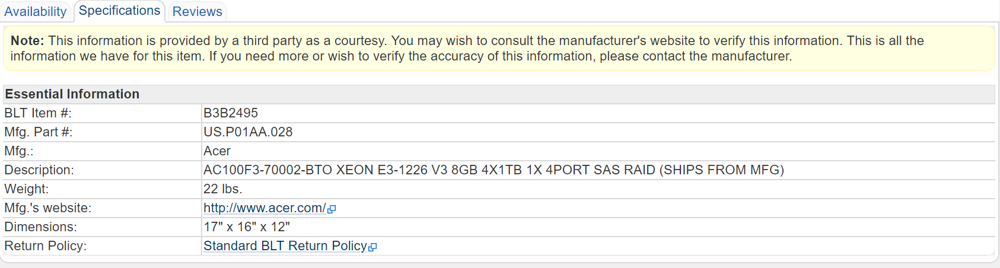 Availability Specifications Reviews
Note: This information is provided by a third party as a courtesy. You may wish to consult the manufacturer's website to verify this information. This is all the
information we have for this item. If you need more or wish to verify the accuracy of this information, please contact the manufacturer.
Essential Information
BLT Item #: B3B2495
Mfg. Part #: US.P01AA.028
Mfg.: Acer
Description: AC100F3-70002-BTO XEON E3-1226 V3 8GB 4X1TB 1X 4PORT SAS RAID (SHIPS FROM MFG)
Weight: 22 lbs.
Mfg.'s website: http://www.acer.com/
Dimensions: 17" x 16" x 12"
Return Policy: Standard BLT Return Policy